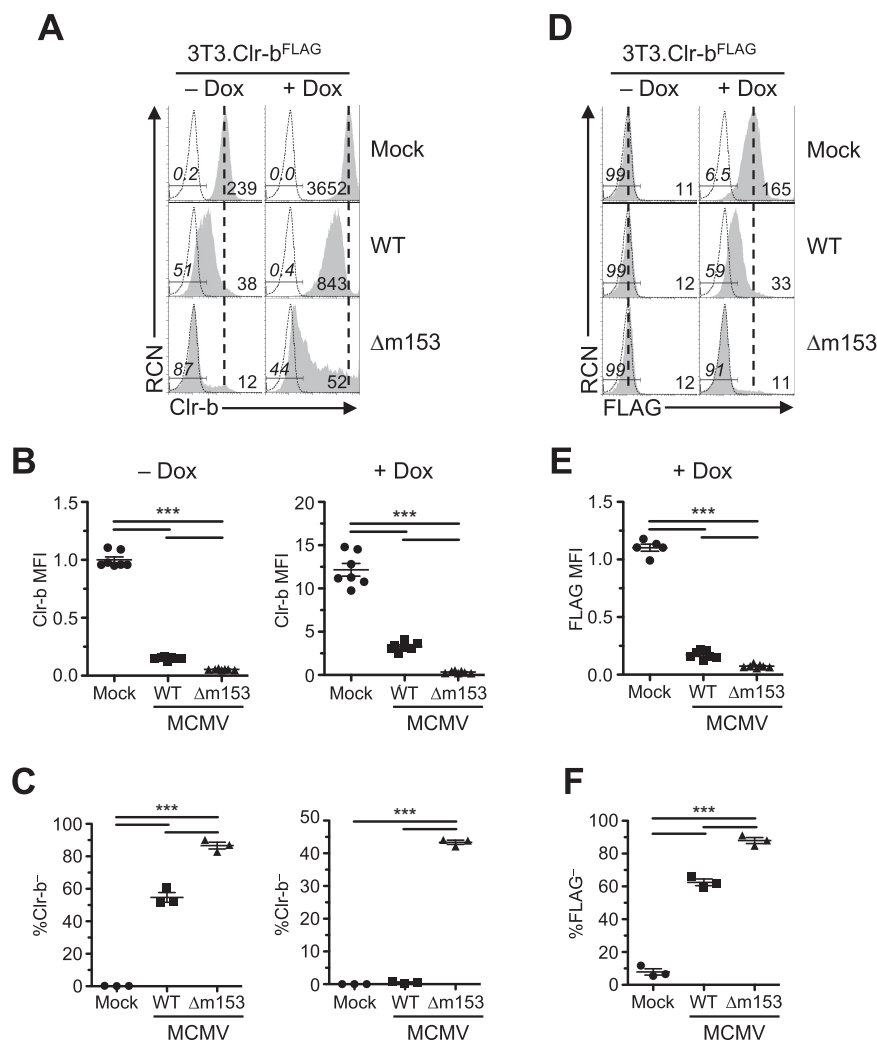 A
3T3.Clr-bFLAG
– Dox + Dox
0.2 239 0.0 3652 Mock
51 38 0.4 843 WT
87 12 44 52 Δm153
RCN
Clr-b
D
3T3.Clr-bFLAG
– Dox + Dox
99 11 6.5 165 Mock
99 12 59 33 WT
99 12 91 11 Δm153
RCN
FLAG
B
– Dox
1.5
1.0
0.5
0.0
Clr-b MFI
***
Mock WT Δm153
MCMV
+ Dox
20
15
10
5
0
Clr-b MFI
***
Mock WT Δm153
MCMV
E
+ Dox
1.5
1.0
0.5
0.0
FLAG MFI
***
Mock WT Δm153
MCMV
C
100
80
60
40
20
0
%Clr-b–
***
Mock WT Δm153
MCMV
50
40
30
20
10
0
%Clr-b–
***
Mock WT Δm153
MCMV
F
100
80
60
40
20
0
%FLAG–
***
Mock WT Δm153
MCMV